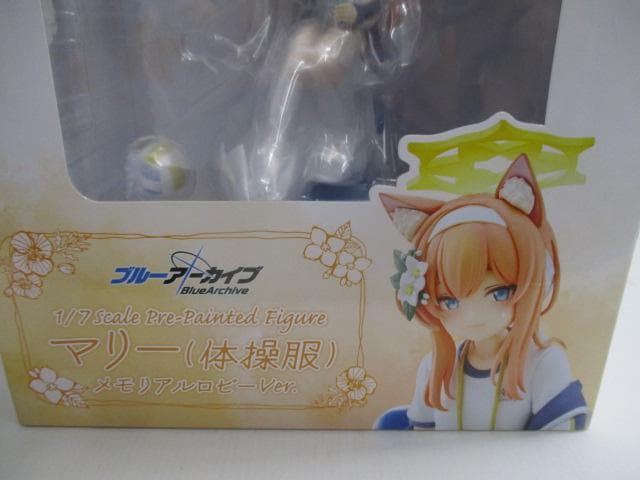 ブルーアーカイブ
BlueArchive
1/7 Scale Pre-Painted Figure
マリー(体操服)
メモリアルロビーVer.